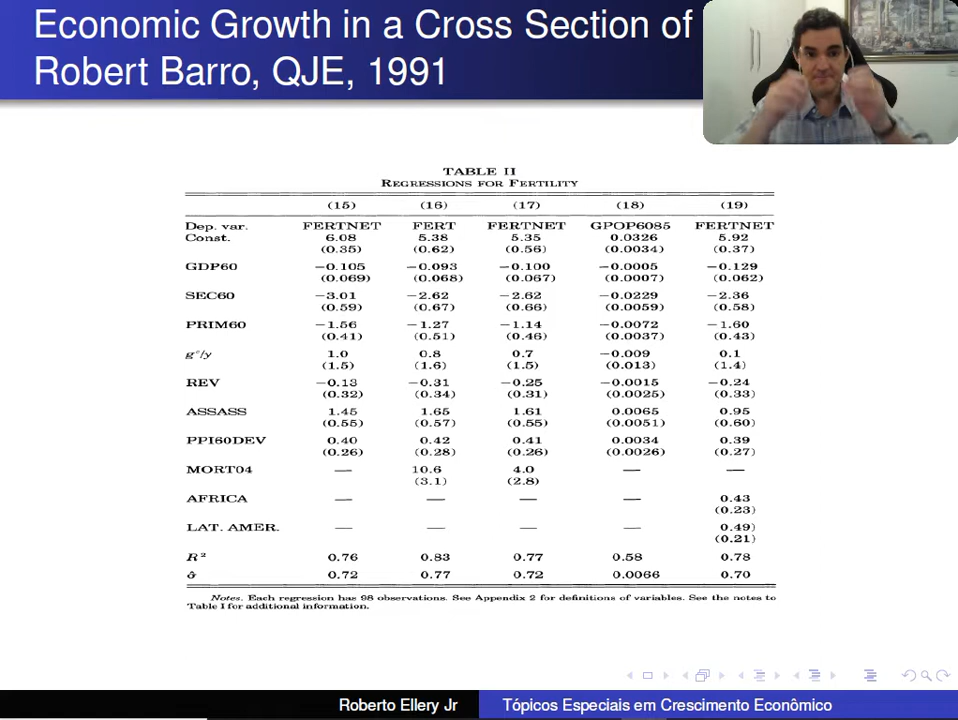 Economic Growth in a Cross Section of
Robert Barro, QJE, 1991
TABLE II
REGRESSIONS FOR FERTILITY
(15) (16) (17) (18) (19)
Dep. var. FERTNET FERT FERTNET GPOP6085 FERTNET
Const. 6.08 5.38 5.35 0.0326 5.92
(0.35) (0.62) (0.56) (0.0034) (0.37)
GDP60 −0.105 −0.093 −0.100 −0.0005 −0.129
(0.069) (0.068) (0.067) (0.0007) (0.062)
SEC60 −3.01 −2.62 −2.62 −0.0229 −2.36
(0.59) (0.67) (0.66) (0.0059) (0.58)
PRIM60 −1.56 −1.27 −1.14 −0.0072 −1.60
(0.41) (0.51) (0.46) (0.0037) (0.43)
g^c/y 1.0 0.8 0.7 −0.009 0.1
(1.5) (1.6) (1.5) (0.013) (1.4)
REV −0.13 −0.31 −0.25 −0.0015 −0.24
(0.32) (0.34) (0.31) (0.0025) (0.33)
ASSASS 1.45 1.65 1.61 0.0065 0.95
(0.55) (0.57) (0.55) (0.0051) (0.60)
PPI60DEV 0.40 0.42 0.41 0.0034 0.39
(0.26) (0.28) (0.26) (0.0026) (0.27)
MORT04 — 10.6 4.0 — —
(3.1) (2.8)
AFRICA — — — — 0.43
(0.23)
LAT. AMER. — — — — 0.49)
(0.21)
R² 0.76 0.83 0.77 0.58 0.78
σ̂ 0.72 0.77 0.72 0.0066 0.70
Notes. Each regression has 98 observations. See Appendix 2 for definitions of variables. See the notes to
Table I for additional information.
Roberto Ellery Jr Tópicos Especiais em Crescimento Econômico